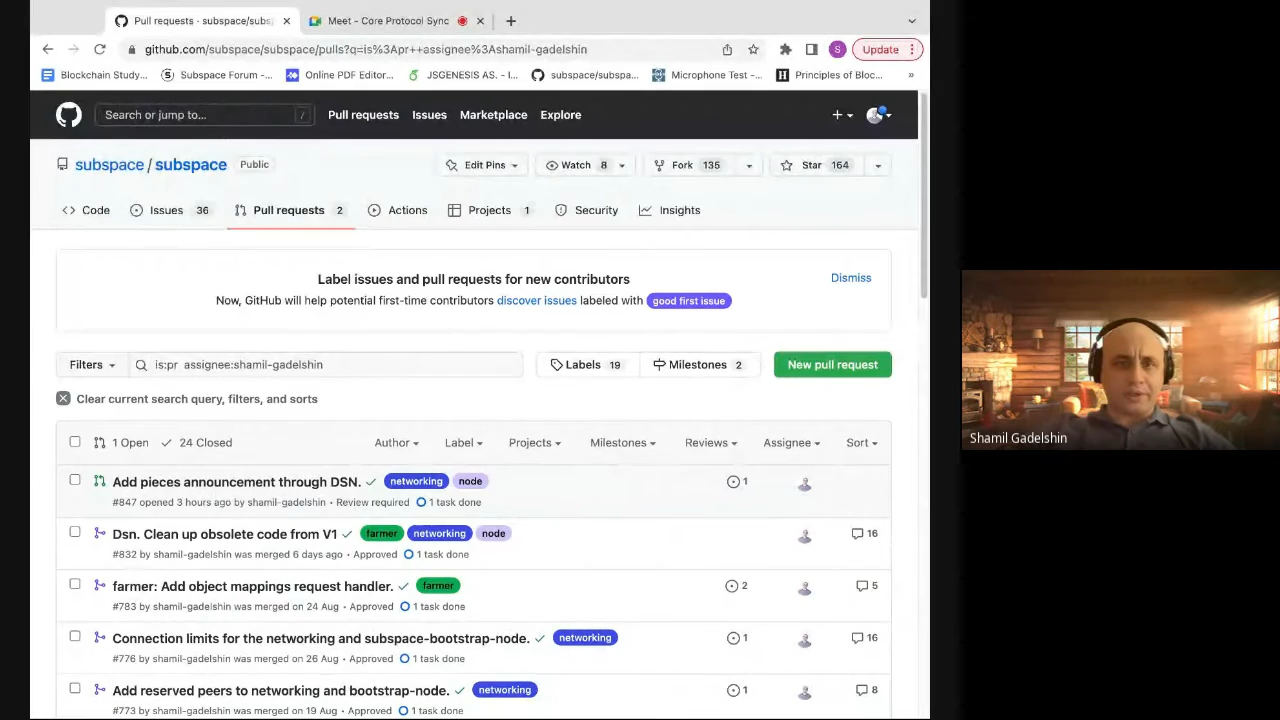 Pull requests · subspace/subs
Meet - Core Protocol Sync
github.com/subspace/subspace/pulls?q=is%3Apr++assignee%3Ashamil-gadelshin
S
Update
Blockchain Study...
Subspace Forum -...
Online PDF Editor...
JSGENESIS AS. - I...
subspace/subspa...
Microphone Test -...
Principles of Bloc...
»
Search or jump to...
/
Pull requests
Issues
Marketplace
Explore
subspace / subspace
Public
Edit Pins
Watch 8
Fork 135
Star 164
Code
Issues 36
Pull requests 2
Actions
Projects 1
Security
Insights
Label issues and pull requests for new contributors
Dismiss
Now, GitHub will help potential first-time contributors discover issues labeled with good first issue
Filters
is:pr assignee:shamil-gadelshin
Labels 19
Milestones 2
New pull request
Clear current search query, filters, and sorts
1 Open
24 Closed
Author
Label
Projects
Milestones
Reviews
Assignee
Sort
Add pieces announcement through DSN. networking node
1
#847 opened 3 hours ago by shamil-gadelshin • Review required 1 task done
Dsn. Clean up obsolete code from V1 farmer networking node
16
#832 by shamil-gadelshin was merged 6 days ago • Approved 1 task done
farmer: Add object mappings request handler. farmer
2
5
#783 by shamil-gadelshin was merged on 24 Aug • Approved 1 task done
Connection limits for the networking and subspace-bootstrap-node. networking
1
16
#776 by shamil-gadelshin was merged on 26 Aug • Approved 1 task done
Add reserved peers to networking and bootstrap-node. networking
1
8
#773 by shamil-gadelshin was merged on 19 Aug • Approved 1 task done
Shamil Gadelshin